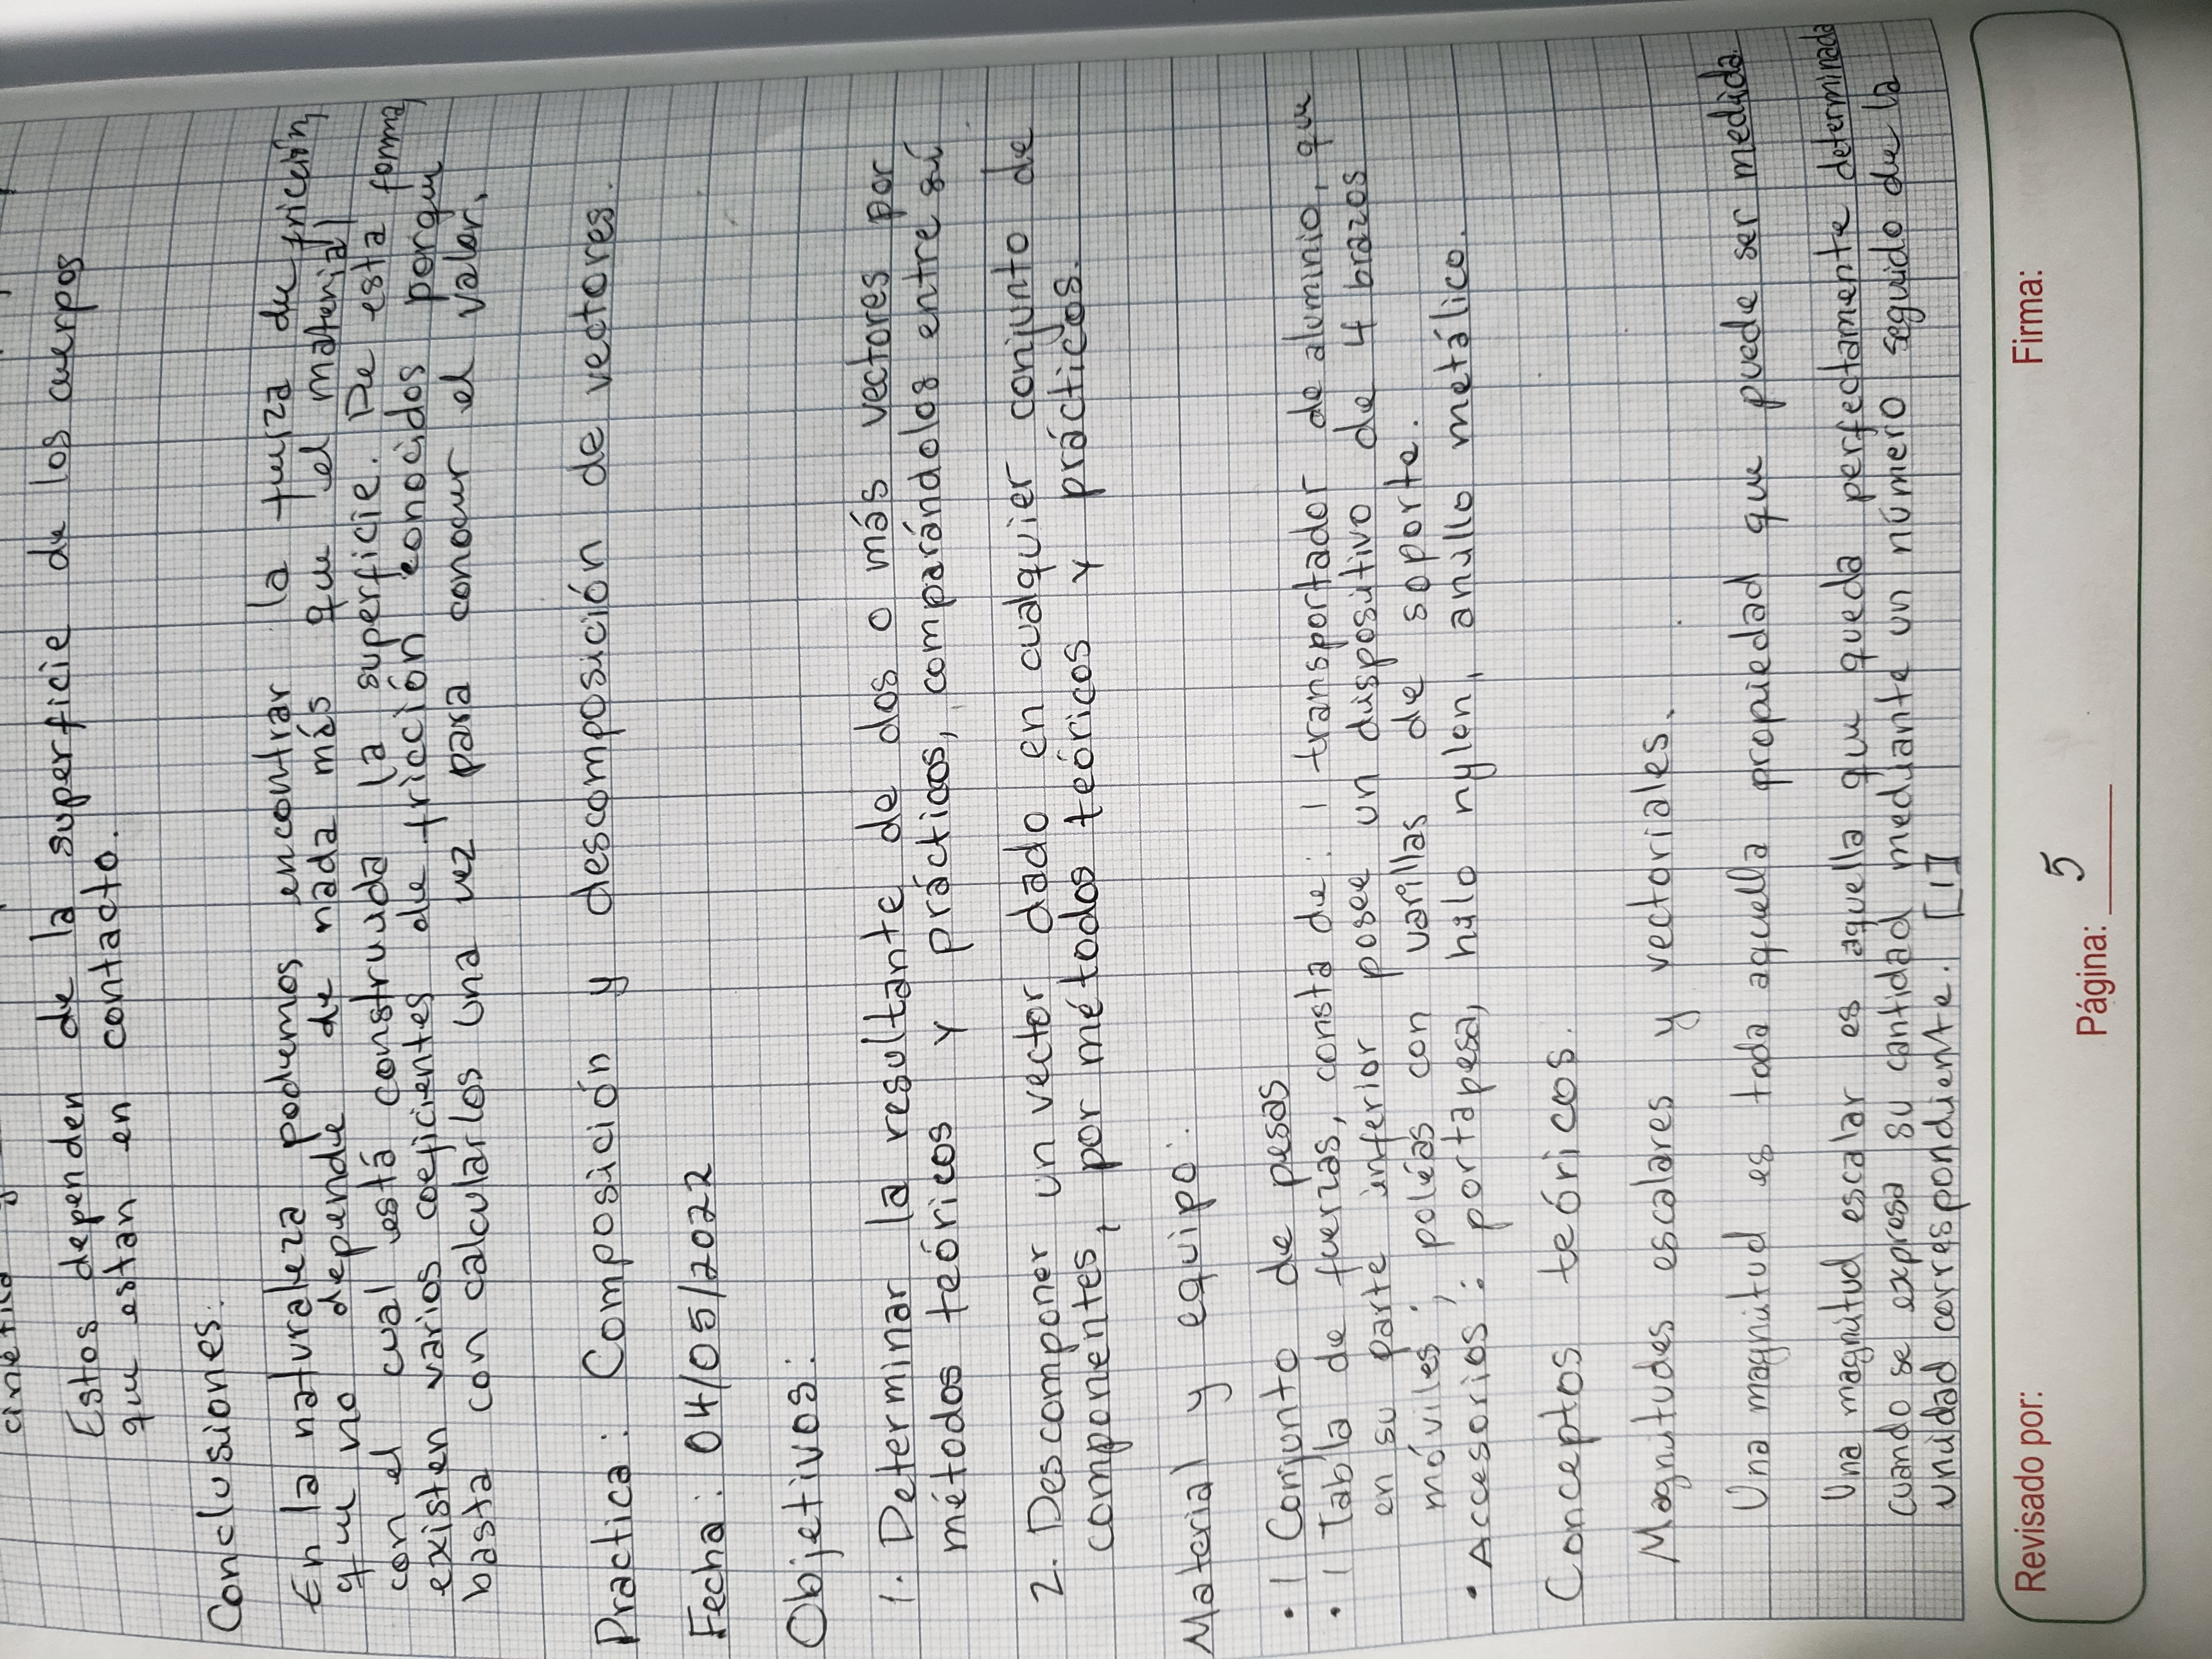 cinética y
Estos dependen de la superficie de los cuerpos
que estan en contacto.
Conclusiones:
En la naturaleza podemos encontrar la fuerza de fricción,
que no depende de nada más que el material
con el cual está construuda la superficie. De esta forma,
existen varios coeficientes de fricción conocidos porque
basta con calcularlos una vez para conocer el valor.
Practica: Composición y descomposición de vectores.
Fecha: 04/05/2022
Objetivos:
1. Determinar la resultante de dos o más vectores por
métodos teóricos y prácticos, comparándolos entre sí
2. Descomponer un vector dado en cualquier conjunto de
componentes, por métodos teóricos y prácticos.
Material y equipo:
• 1 Conjunto de pesas
• 1 Tabla de fuerzas, consta de: 1 transportador de aluminio, que
en su parte inferior posee un dispositivo de 4 brazos
móviles; poleas con varillas de soporte.
• Accesorios: portapesa, hilo nylon, anillo metálico.
Conceptos teóricos.
Magnitudes escalares y vectoriales.
Una magnitud es toda aquella propiedad que puede ser medida.
Una magnitud escalar es aquella que queda perfectamente determinada
cuando se expresa su cantidad mediante un número seguido de la
unidad correspondiente. [1]
Revisado por:
Firma:
Página: 5